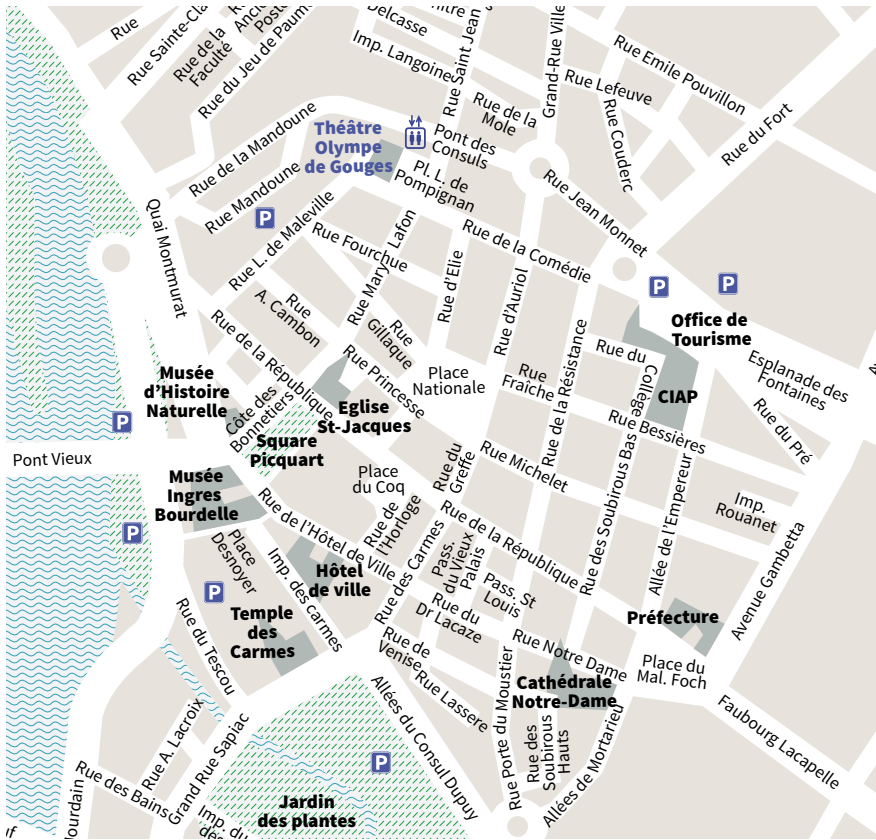 Rue
Rue Sainte-Cla
Rue de la
Faculté
Rue du Jeu de Paum
Delcasse
Imp. Langoine
Rue Saint Jean
Grand-Rue Ville
Rue Emile Pouvillon
Rue Lefeuve
Rue Couderc
Rue du Fort
Rue de la
Mole
Pont des
Consuls
Théâtre
Olympe
de Gouges
Pl. L. de
Pompignan
Rue de la Mandoune
Rue Mandoune
P
Rue L. de Maleville
Rue Fourchue
Rue Mary Lafon
Rue d'Elie
Rue de la Comédie
Rue Jean Monnet
Rue d'Auriol
Quai Montmurat
P
P
Office de
Tourisme
Esplanade des
Fontaines
Rue du Pré
CIAP
Rue du
Collège
Rue Bessières
Rue de la Résistance
Rue
Fraîche
Place
Nationale
Rue
Gillaque
Rue
A. Cambon
Rue Princesse
Rue de la République
Musée
d'Histoire
Naturelle
Côte des
Bonnetiers
Eglise
St-Jacques
Square
Picquart
P
Pont Vieux
Musée
Ingres
Bourdelle
Place
du Coq
Rue du
Greffe
Rue Michelet
Rue des Soubirous Bas
Allée de l'Empereur
Imp.
Rouanet
Avenue Gambetta
P
Rue de l'Hôtel de Ville
Rue de
l'Horloge
Rue de la République
Rue des Carmes
Pass.
du Vieux
Palais
Pass. St
Louis
Place
Desnoyer
Imp. des carmes
Hôtel
de ville
P
Temple
des
Carmes
Rue du Tescou
Rue du
Dr Lacaze
Rue Notre Dame
Préfecture
Place du
Mal. Foch
Rue de
Venise
Rue Lassere
Rue Porte du Moustier
Cathédrale
Notre-Dame
Rue des
Soubirous
Hauts
Allées de Mortarieu
Faubourg Lacapelle
Allées du Consul Dupuy
P
Jardin
des plantes
Rue A. Lacroix
Grand Rue Sapiac
Rue des Bains
Imp. du